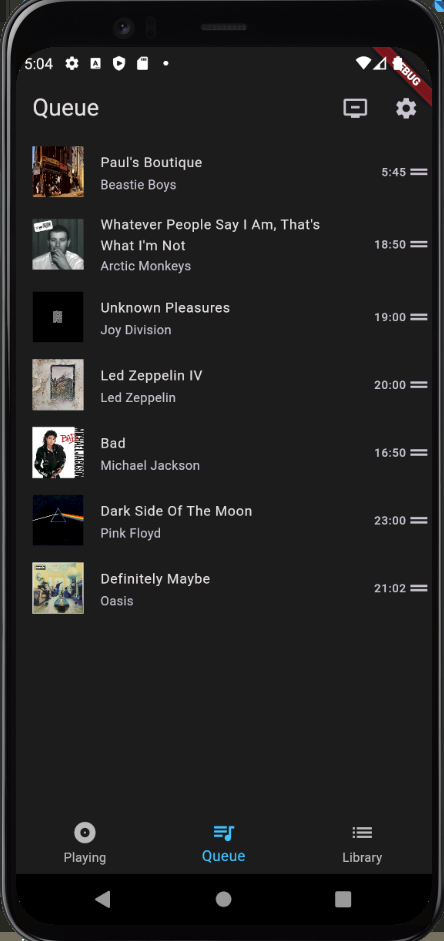 5:04
DEBUG
Queue
Paul's Boutique
Beastie Boys
5:45
Whatever People Say I Am, That's
What I'm Not
Arctic Monkeys
18:50
Unknown Pleasures
Joy Division
19:00
Led Zeppelin IV
Led Zeppelin
20:00
Bad
Michael Jackson
16:50
Dark Side Of The Moon
Pink Floyd
23:00
Definitely Maybe
Oasis
21:02
Playing
Queue
Library